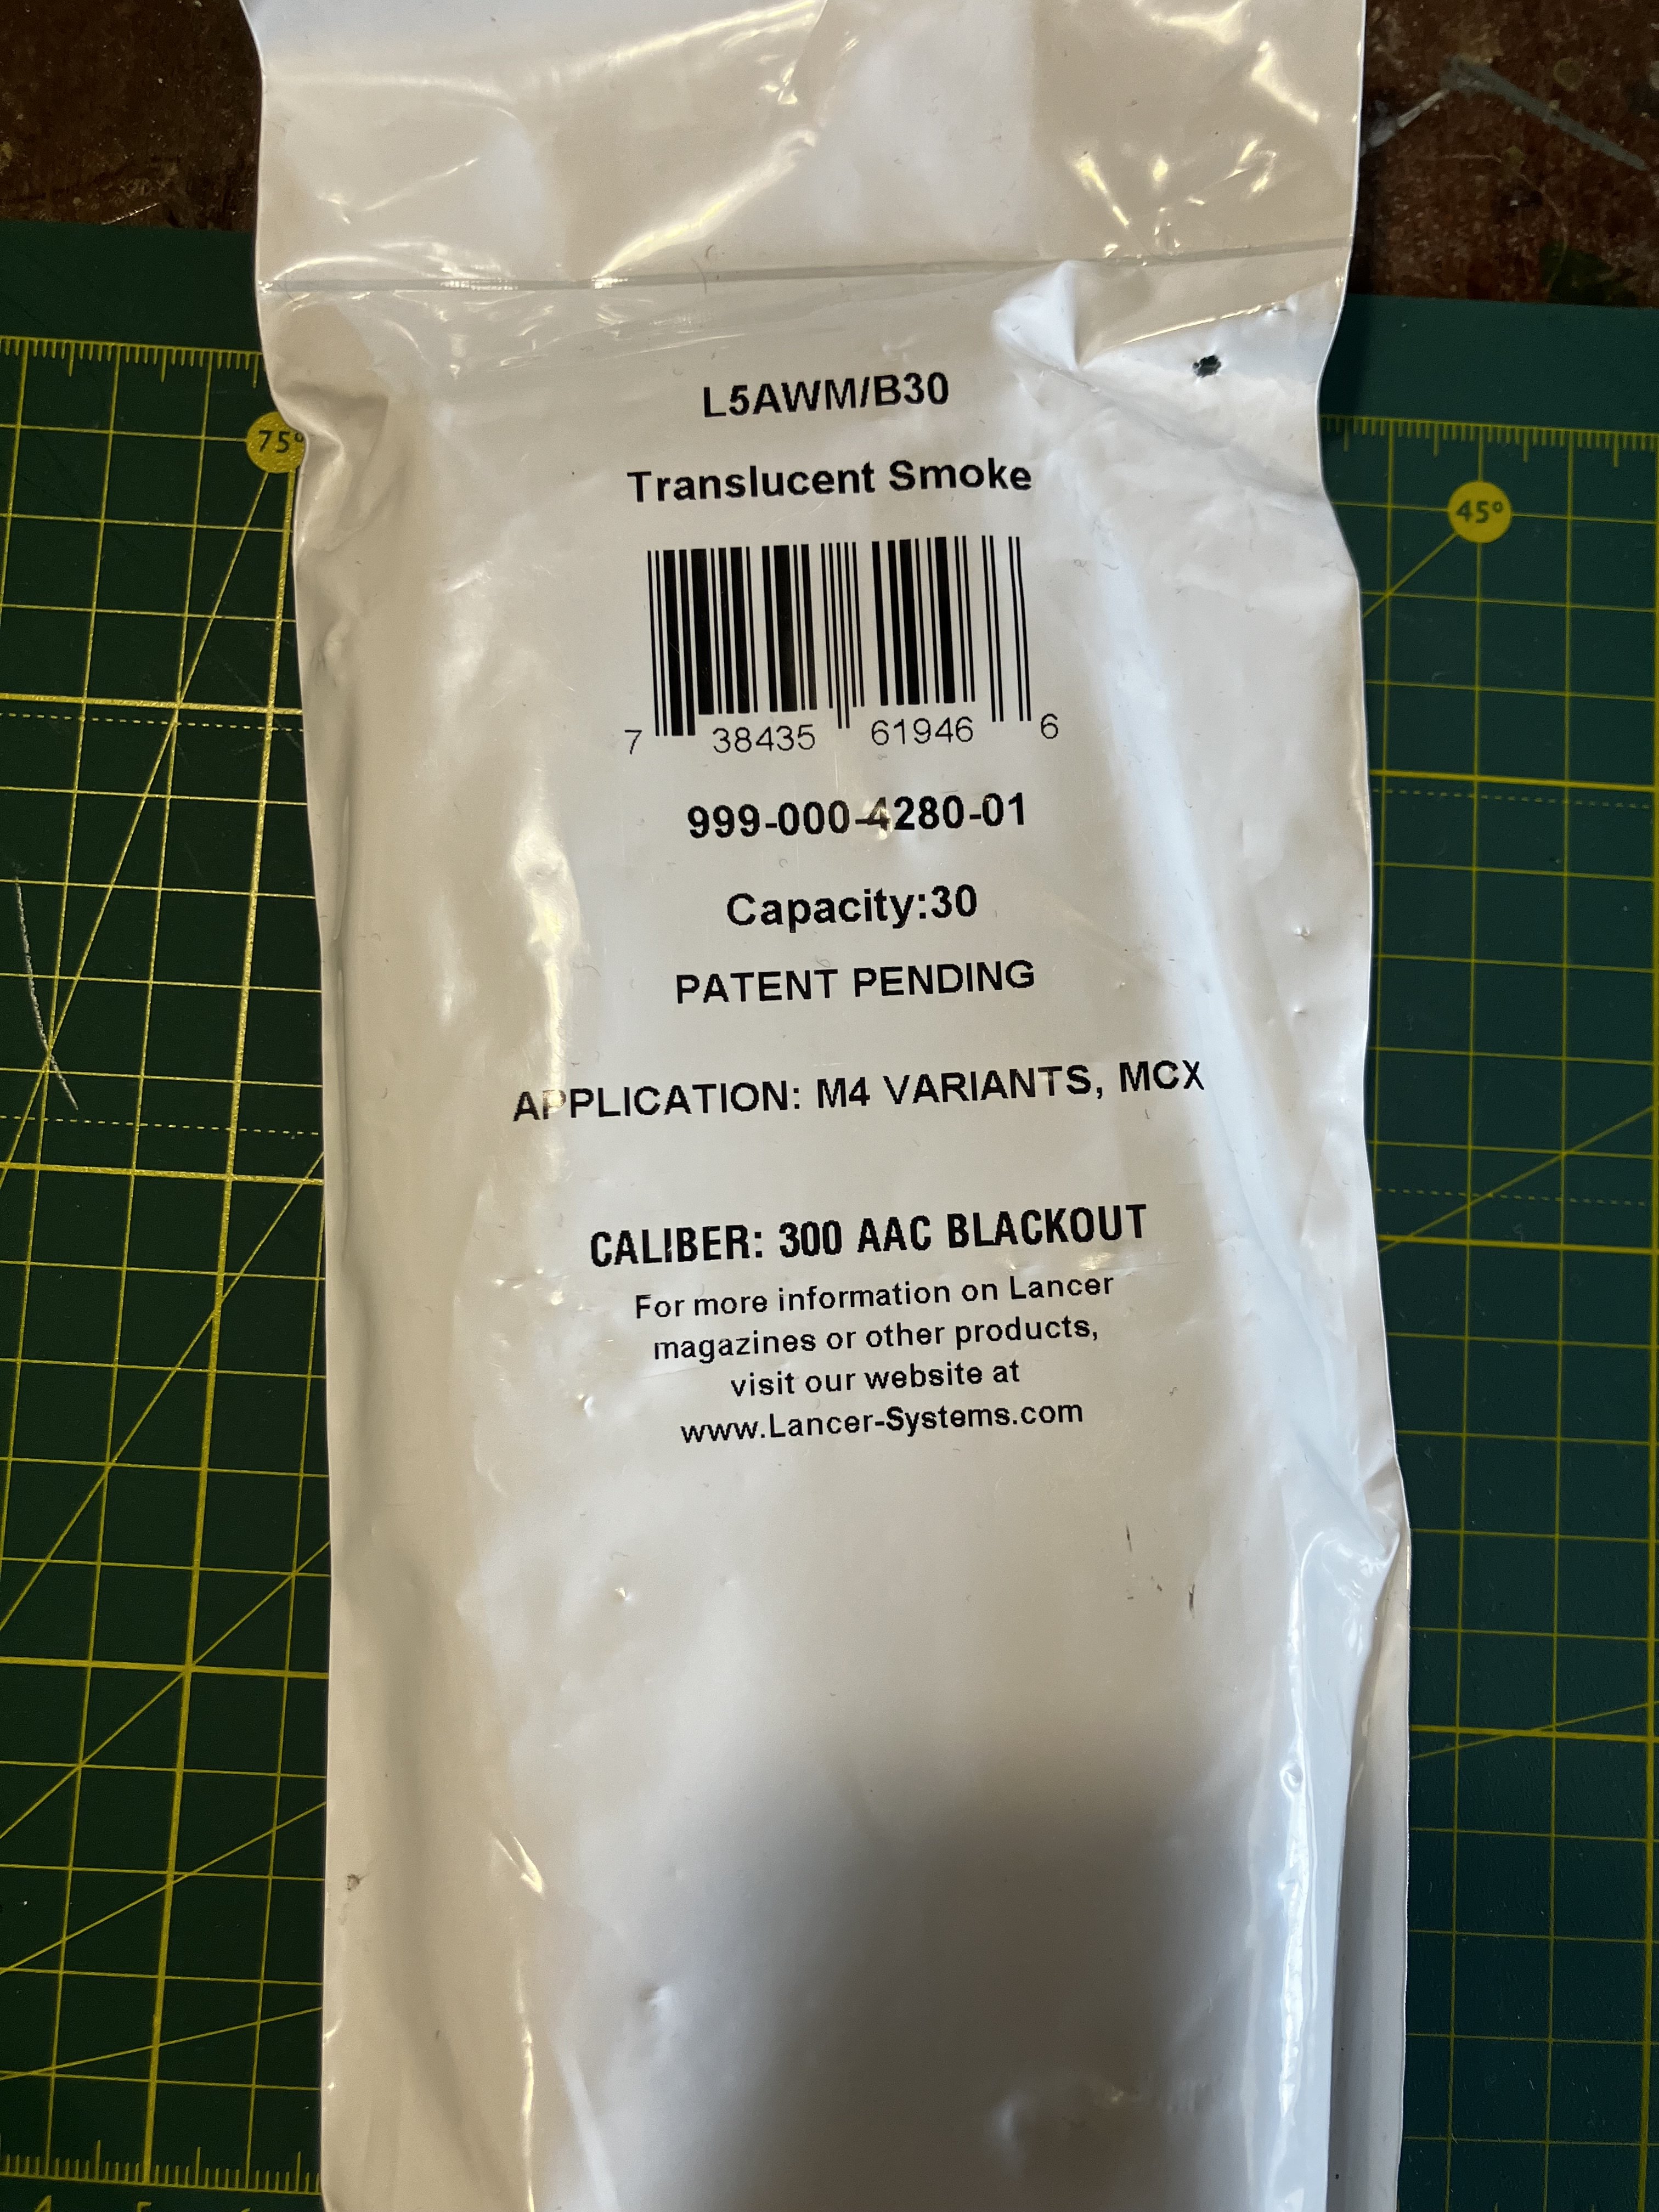 L5AWM/B30
Translucent Smoke
7 38435 61946 6
999-000-4280-01
Capacity:30
PATENT PENDING
APPLICATION: M4 VARIANTS, MCX
CALIBER: 300 AAC BLACKOUT
For more information on Lancer
magazines or other products,
visit our website at
www.Lancer-Systems.com
75°
45°